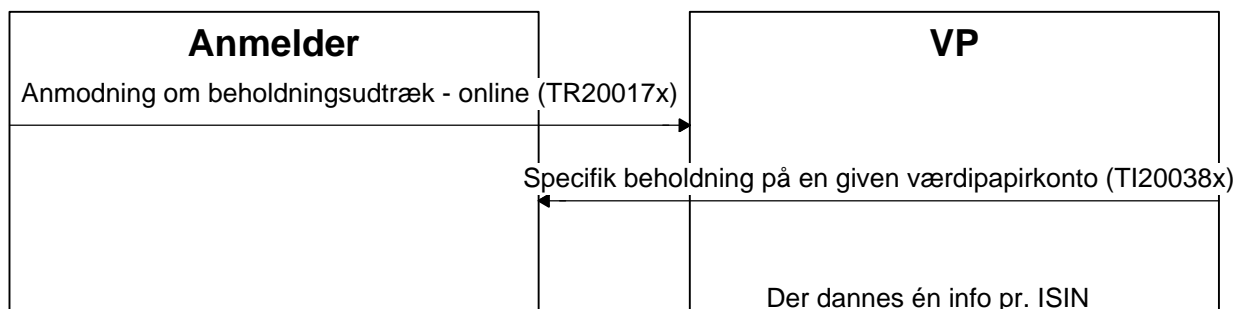 Anmelder
VP
Anmodning om beholdningsudtræk - online (TR20017x)
Specifik beholdning på en given værdipapirkonto (TI20038x)
Der dannes én info pr. ISIN